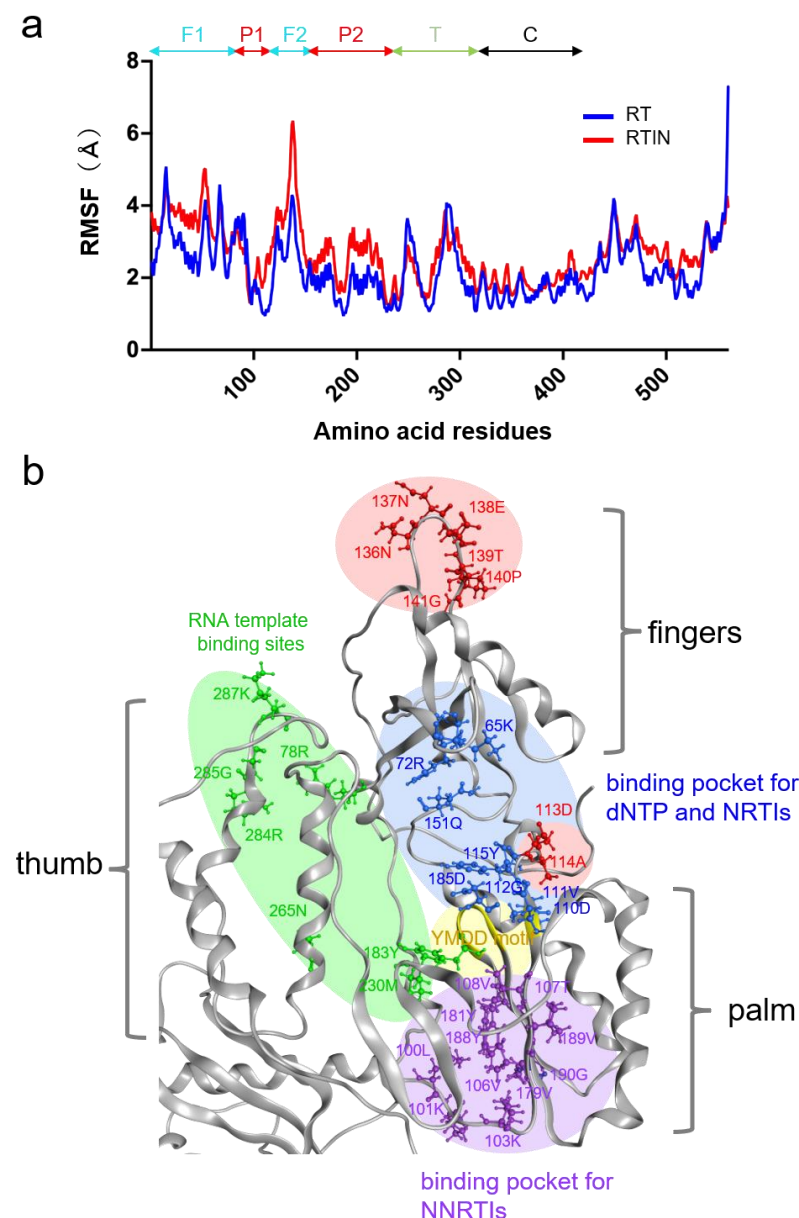 a
F1 P1 F2 P2 T C
8
6
4
2
0
RMSF (Å)
RT
RTIN
100 200 300 400 500
Amino acid residues
b
137N
138E
136N
139T
140P
141G
fingers
RNA template
binding sites
287K
65K
78R
72R
285G
binding pocket for
dNTP and NRTIs
113D
284R
151Q
thumb
115Y
114A
185D
112G
111V
110D
265N
YMDD motif
183Y
230M
108V
107T
palm
181Y
188Y
189V
100L
190G
106V
179V
101K
103K
binding pocket for
NNRTIs